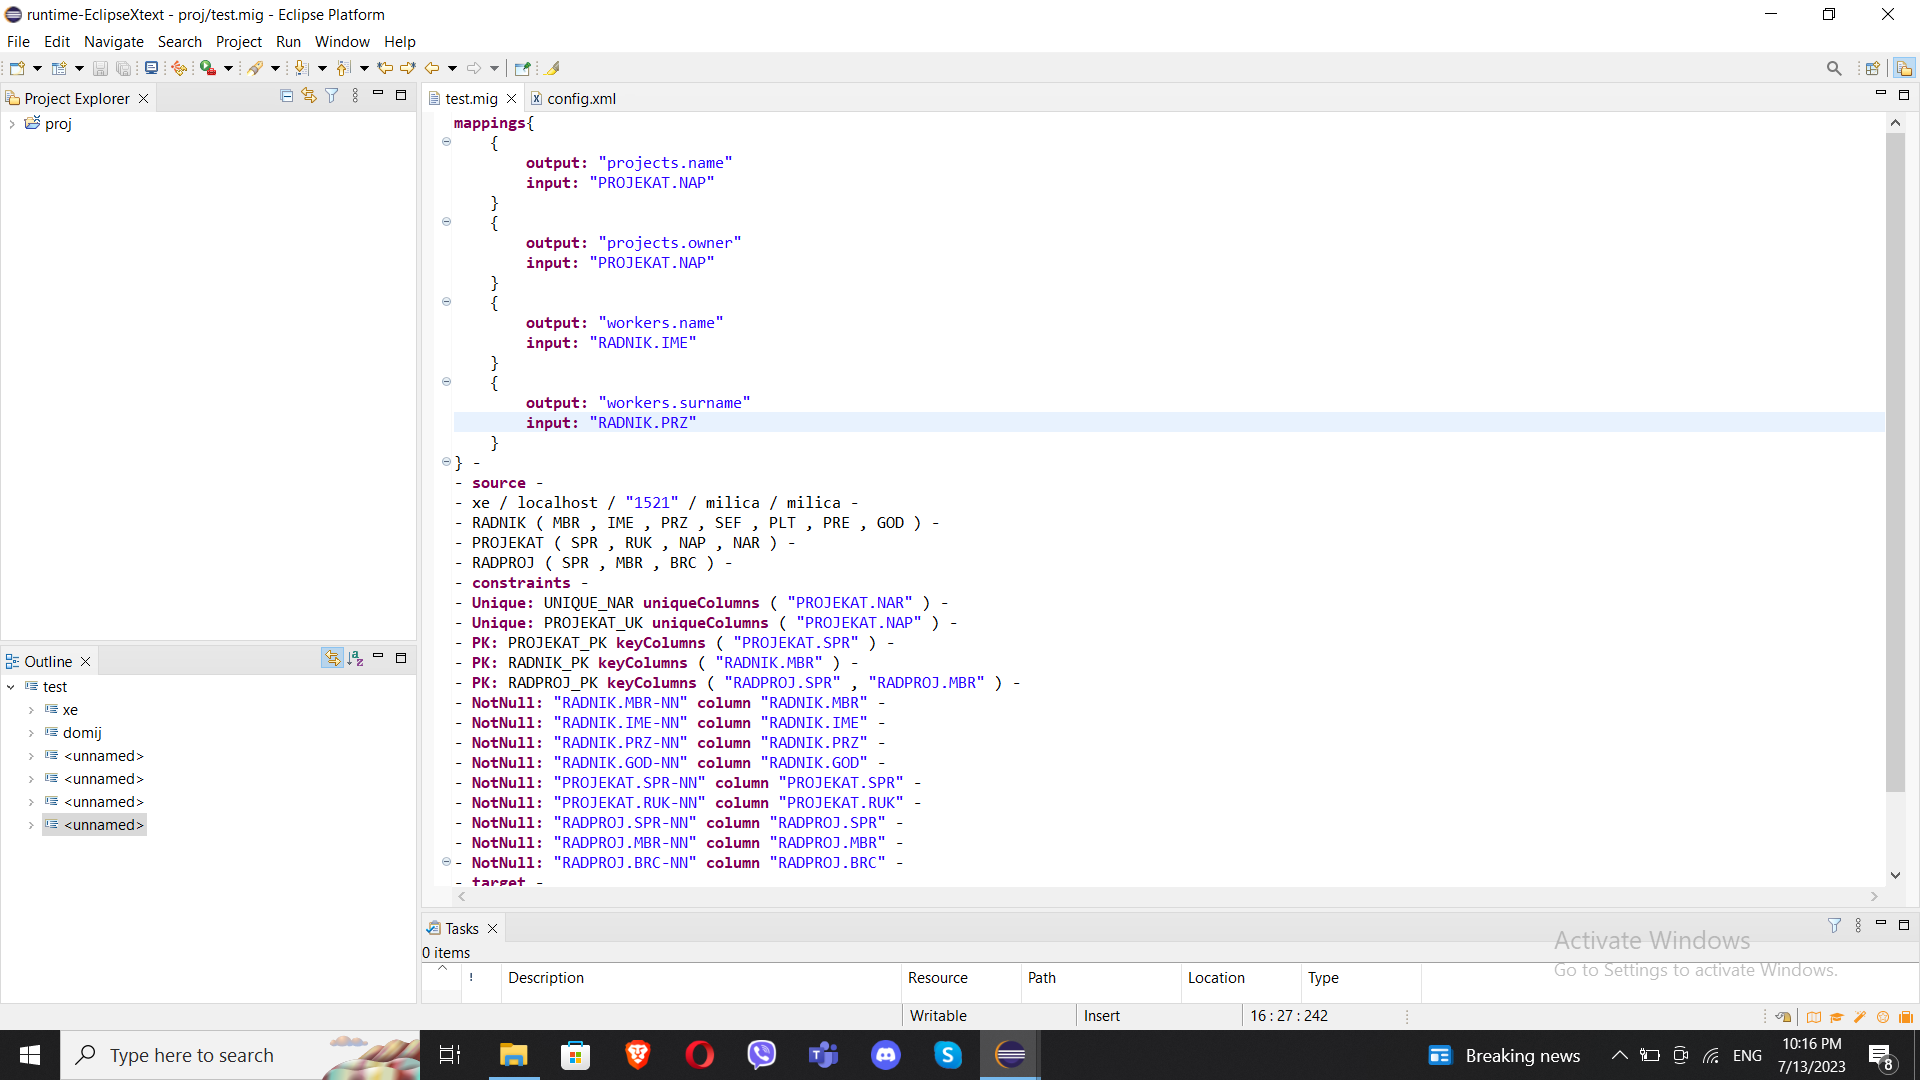 runtime-EclipseXtext - proj/test.mig - Eclipse Platform
File Edit Navigate Search Project Run Window Help
Project Explorer
proj
test.mig
config.xml
mappings{
{
output: "projects.name"
input: "PROJEKAT.NAP"
}
{
output: "projects.owner"
input: "PROJEKAT.NAP"
}
{
output: "workers.name"
input: "RADNIK.IME"
}
{
output: "workers.surname"
input: "RADNIK.PRZ"
}
} -
- source -
- xe / localhost / "1521" / milica / milica -
- RADNIK ( MBR , IME , PRZ , SEF , PLT , PRE , GOD ) -
- PROJEKAT ( SPR , RUK , NAP , NAR ) -
- RADPROJ ( SPR , MBR , BRC ) -
- constraints -
- Unique: UNIQUE_NAR uniqueColumns ( "PROJEKAT.NAR" ) -
- Unique: PROJEKAT_UK uniqueColumns ( "PROJEKAT.NAP" ) -
- PK: PROJEKAT_PK keyColumns ( "PROJEKAT.SPR" ) -
- PK: RADNIK_PK keyColumns ( "RADNIK.MBR" ) -
- PK: RADPROJ_PK keyColumns ( "RADPROJ.SPR" , "RADPROJ.MBR" ) -
- NotNull: "RADNIK.MBR-NN" column "RADNIK.MBR" -
- NotNull: "RADNIK.IME-NN" column "RADNIK.IME" -
- NotNull: "RADNIK.PRZ-NN" column "RADNIK.PRZ" -
- NotNull: "RADNIK.GOD-NN" column "RADNIK.GOD" -
- NotNull: "PROJEKAT.SPR-NN" column "PROJEKAT.SPR" -
- NotNull: "PROJEKAT.RUK-NN" column "PROJEKAT.RUK" -
- NotNull: "RADPROJ.SPR-NN" column "RADPROJ.SPR" -
- NotNull: "RADPROJ.MBR-NN" column "RADPROJ.MBR" -
- NotNull: "RADPROJ.BRC-NN" column "RADPROJ.BRC" -
- target -
Outline
test
xe
domij
<unnamed>
<unnamed>
<unnamed>
<unnamed>
Tasks
0 items
! Description Resource Path Location Type
Activate Windows
Go to Settings to activate Windows.
Writable Insert 16 : 27 : 242
Type here to search
Breaking news
ENG
10:16 PM
7/13/2023
8